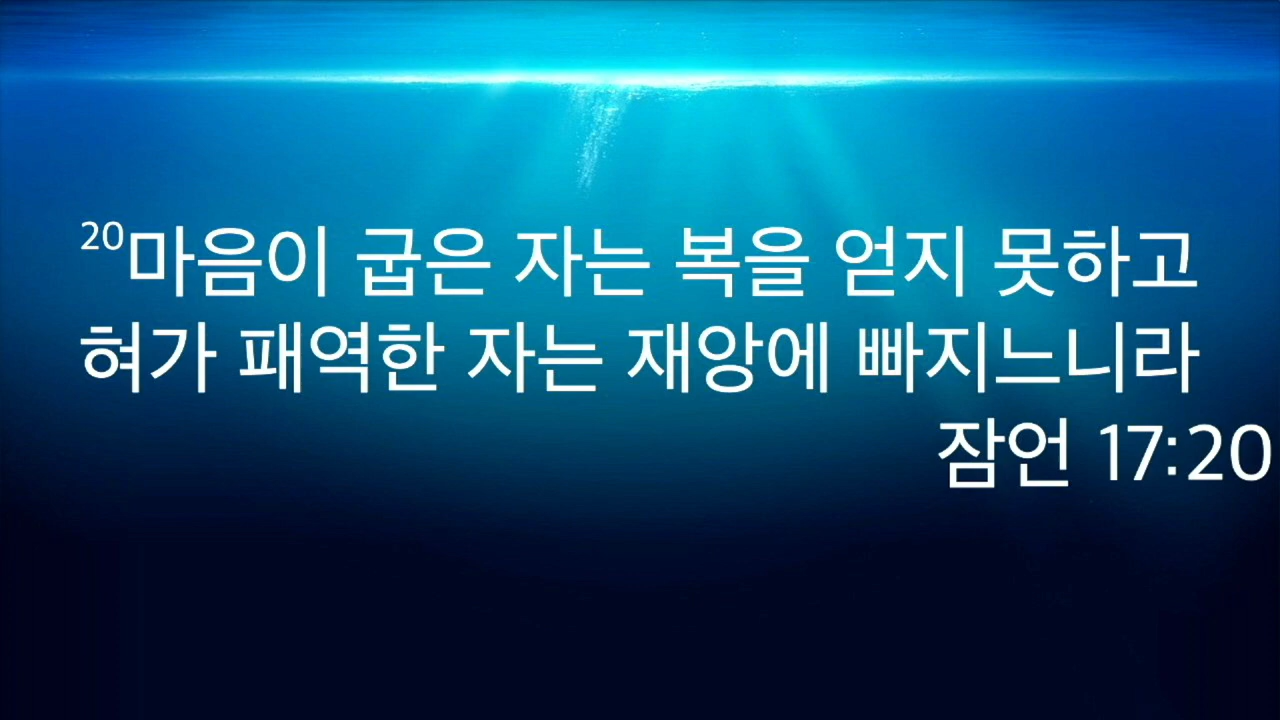 20마음이 굽은 자는 복을 얻지 못하고
혀가 패역한 자는 재앙에 빠지느니라
잠언 17:20